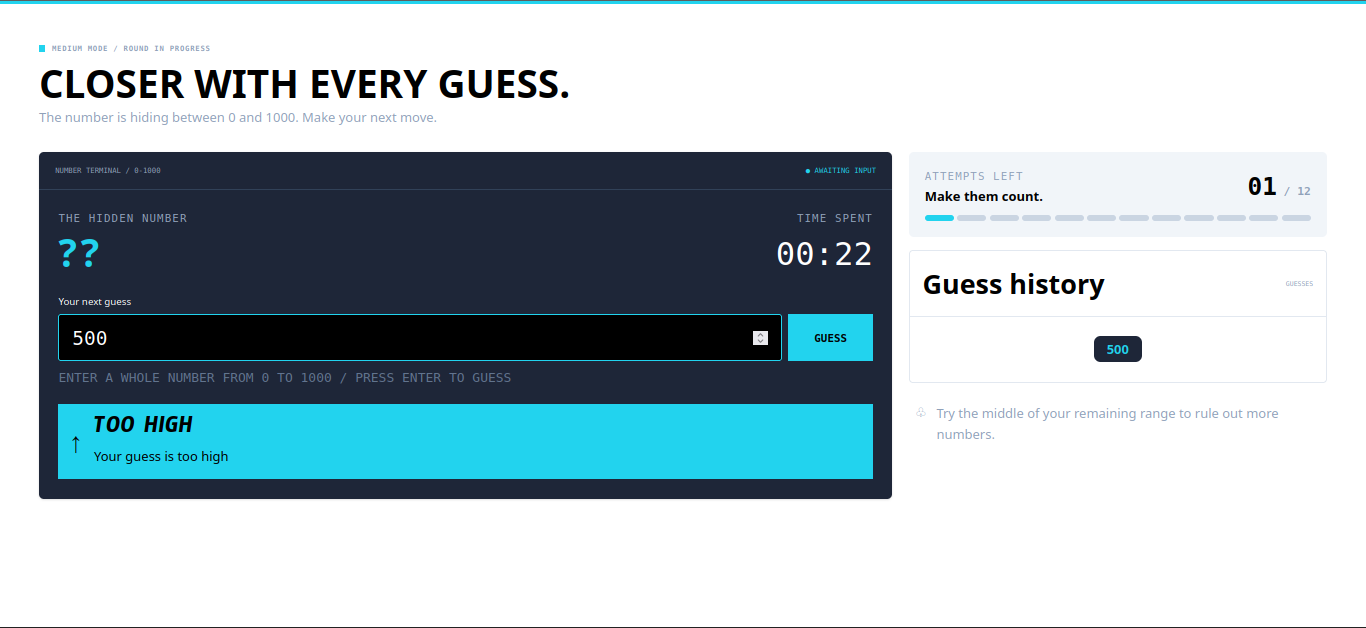 MEDIUM MODE / ROUND IN PROGRESS
CLOSER WITH EVERY GUESS.
The number is hiding between 0 and 1000. Make your next move.
NUMBER TERMINAL / 0-1000
AWAITING INPUT
THE HIDDEN NUMBER
TIME SPENT
??
00:22
Your next guess
500
GUESS
ENTER A WHOLE NUMBER FROM 0 TO 1000 / PRESS ENTER TO GUESS
↑
TOO HIGH
Your guess is too high
ATTEMPTS LEFT
Make them count.
01 / 12
Guess history
GUESSES
500
Try the middle of your remaining range to rule out more
numbers.